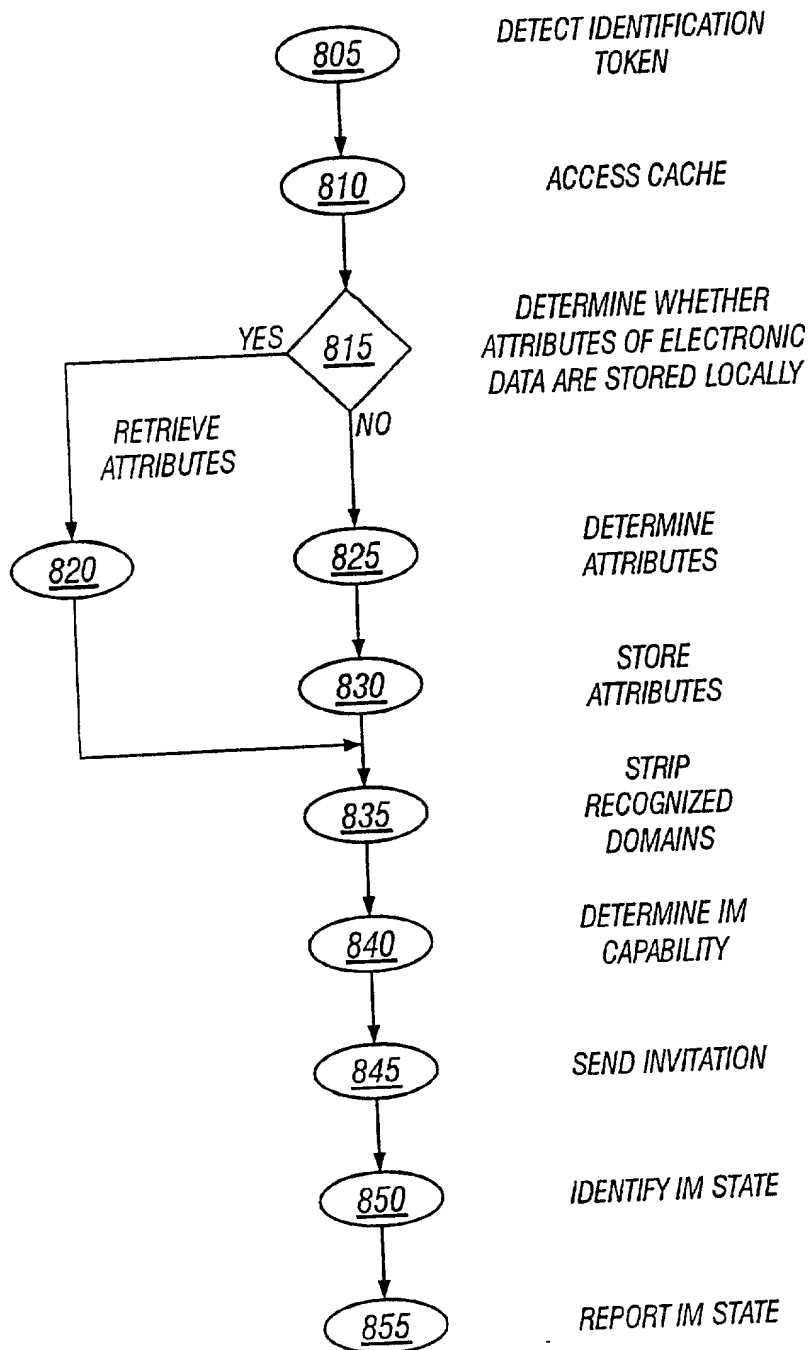 805
DETECT IDENTIFICATION
TOKEN
810
ACCESS CACHE
815
YES
NO
DETERMINE WHETHER
ATTRIBUTES OF ELECTRONIC
DATA ARE STORED LOCALLY
RETRIEVE
ATTRIBUTES
820
825
DETERMINE
ATTRIBUTES
830
STORE
ATTRIBUTES
835
STRIP
RECOGNIZED
DOMAINS
840
DETERMINE IM
CAPABILITY
845
SEND INVITATION
850
IDENTIFY IM STATE
855
REPORT IM STATE